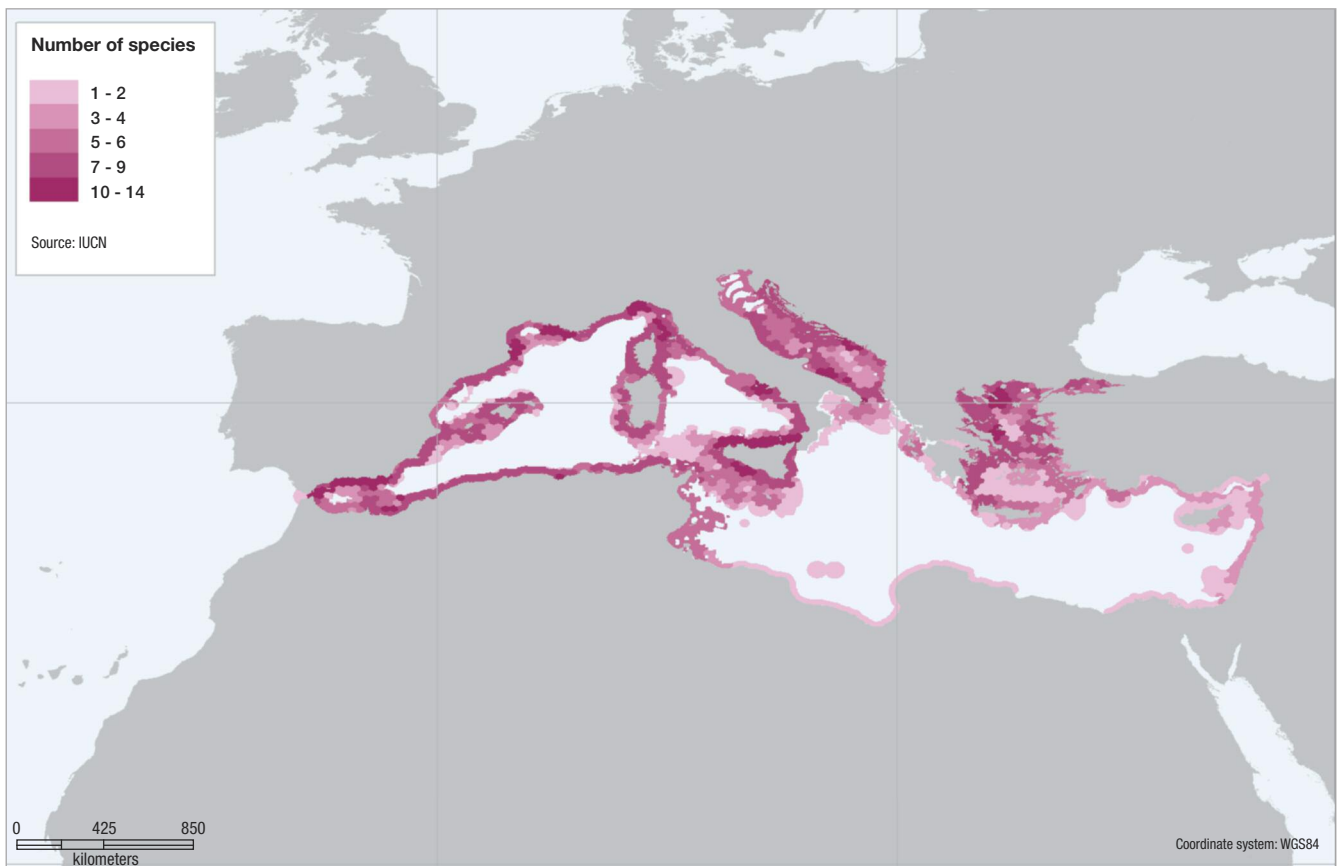 Number of species
1 - 2
3 - 4
5 - 6
7 - 9
10 - 14
Source: IUCN
0 425 850
kilometers
Coordinate system: WGS84